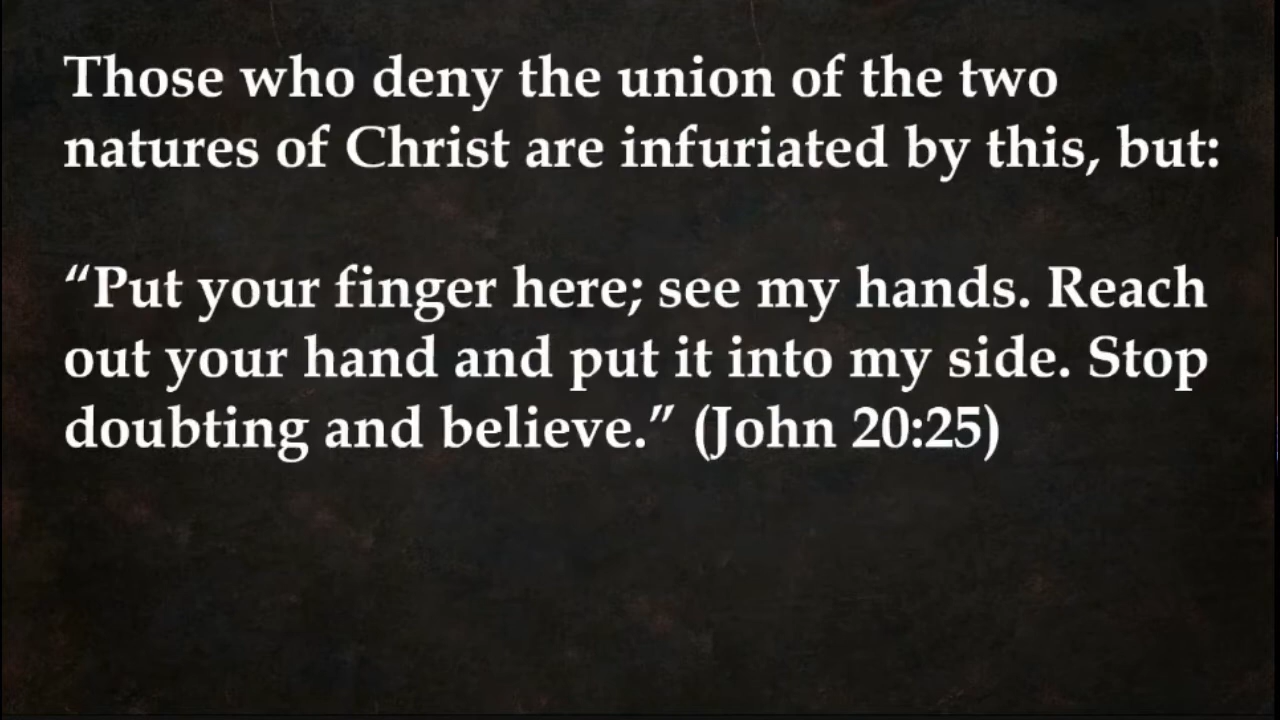 Those who deny the union of the two
natures of Christ are infuriated by this, but:
“Put your finger here; see my hands. Reach
out your hand and put it into my side. Stop
doubting and believe.” (John 20:25)